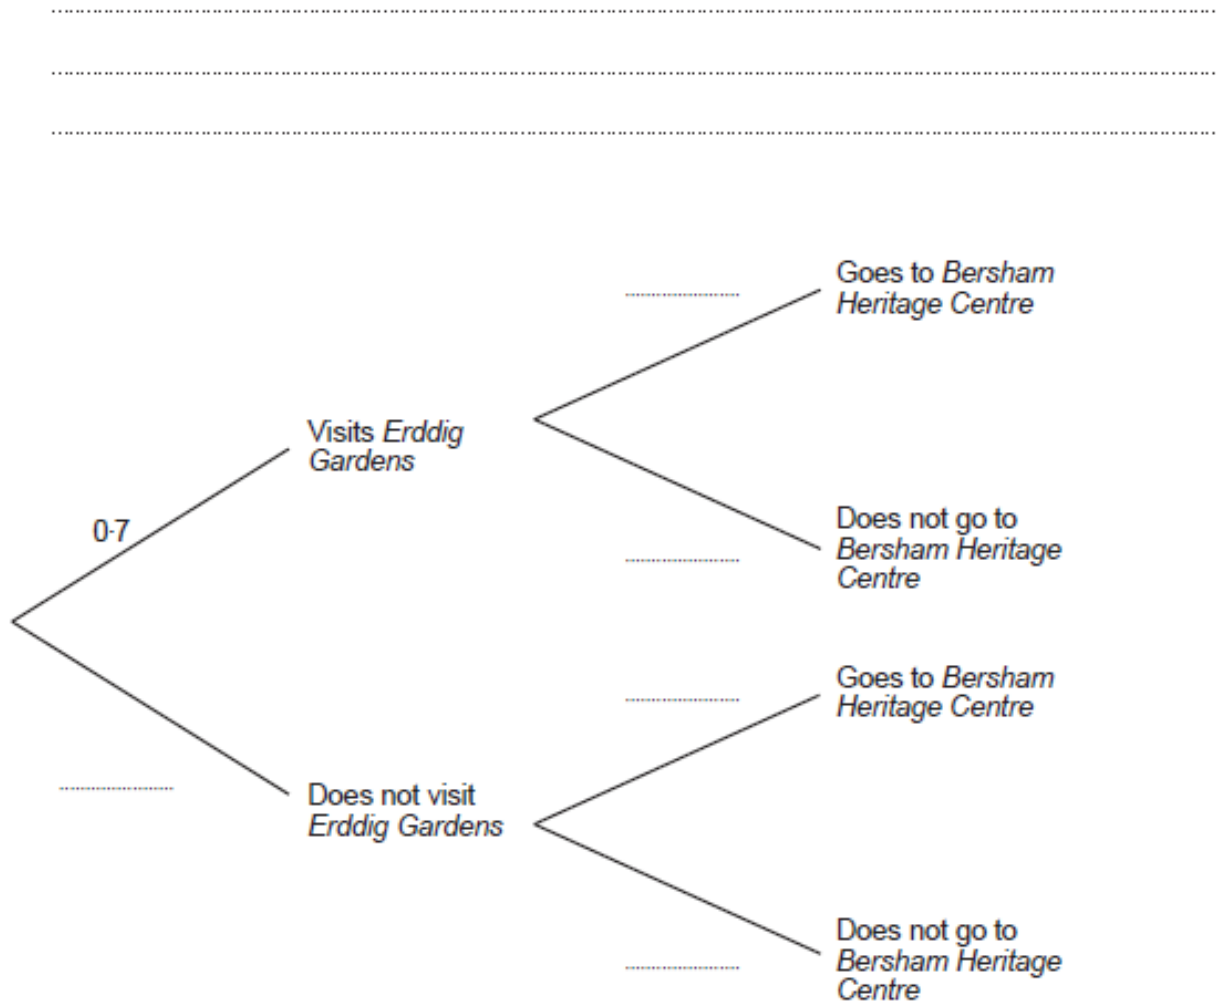 Goes to Bersham
Heritage Centre
Visits Erddig
Gardens
0·7
Does not go to
Bersham Heritage
Centre
Goes to Bersham
Heritage Centre
Does not visit
Erddig Gardens
Does not go to
Bersham Heritage
Centre